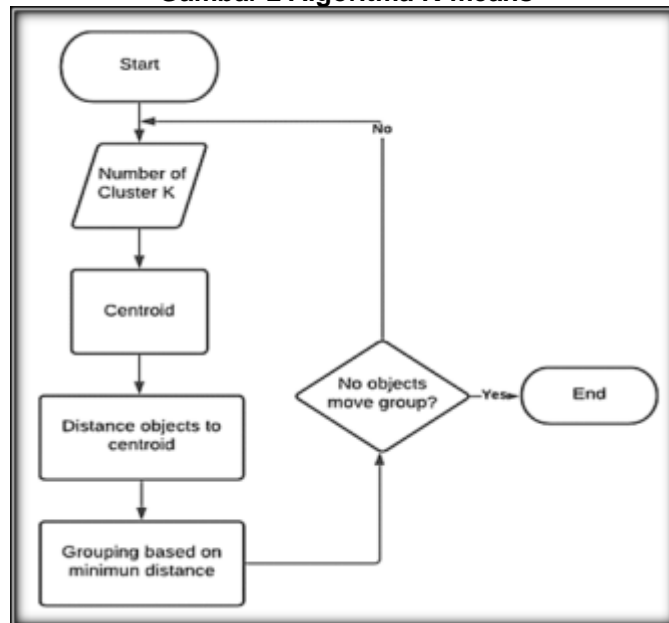 Start
No
Number of
Cluster K
Centroid
No objects
move group?
Yes
End
Distance objects to
centroid
Grouping based on
minimun distance